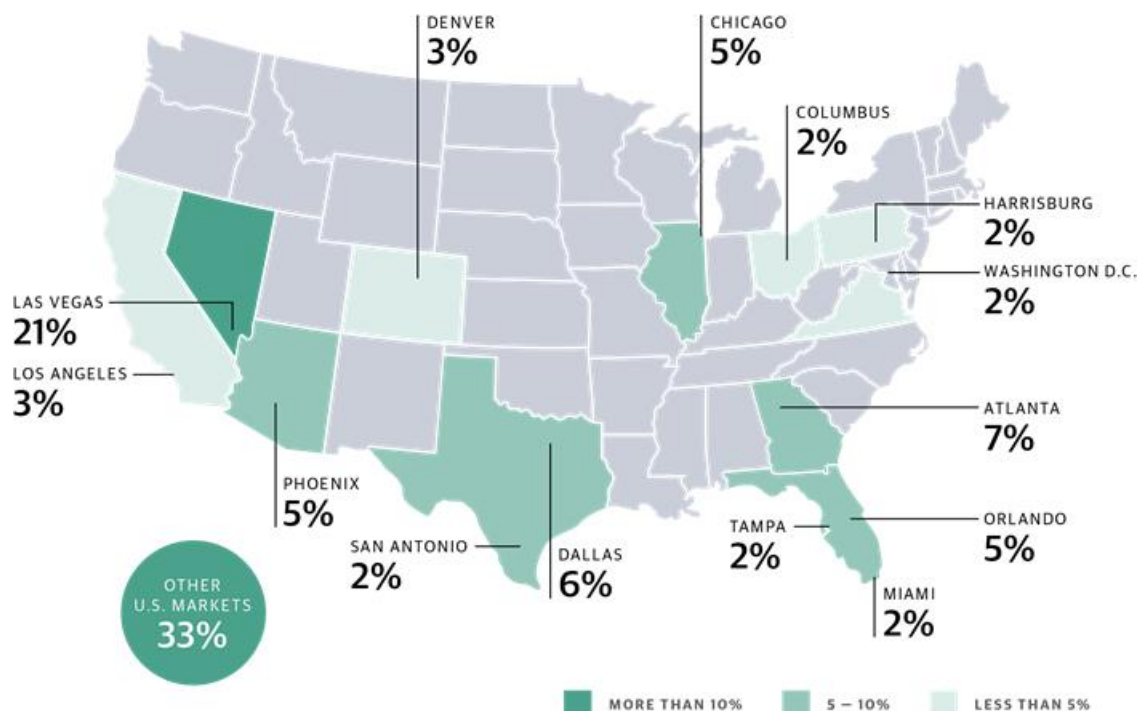 DENVER
3%
CHICAGO
5%
COLUMBUS
2%
HARRISBURG
2%
WASHINGTON D.C.
2%
LAS VEGAS
21%
LOS ANGELES
3%
ATLANTA
7%
PHOENIX
5%
SAN ANTONIO
2%
DALLAS
6%
TAMPA
2%
ORLANDO
5%
MIAMI
2%
OTHER
U.S. MARKETS
33%
MORE THAN 10%
5 – 10%
LESS THAN 5%